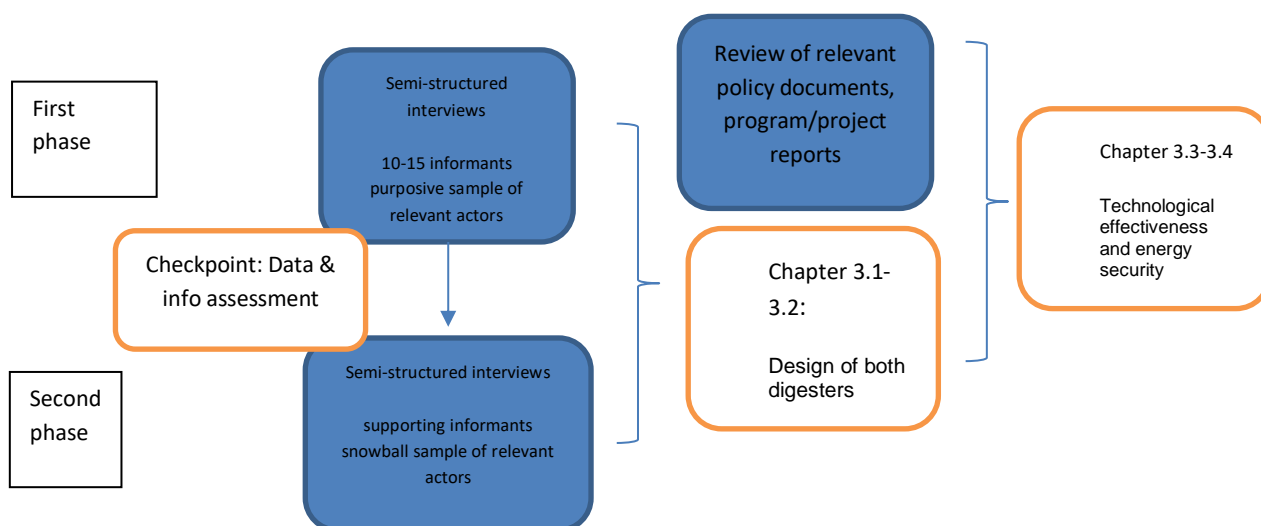 First
phase
Semi-structured
interviews
10-15 informants
purposive sample of
relevant actors
Checkpoint: Data &
info assessment
Second
phase
Semi-structured interviews
supporting informants
snowball sample of relevant
actors
Review of relevant
policy documents,
program/project
reports
Chapter 3.1-
3.2:
Design of both
digesters
Chapter 3.3-3.4
Technological
effectiveness
and energy
security